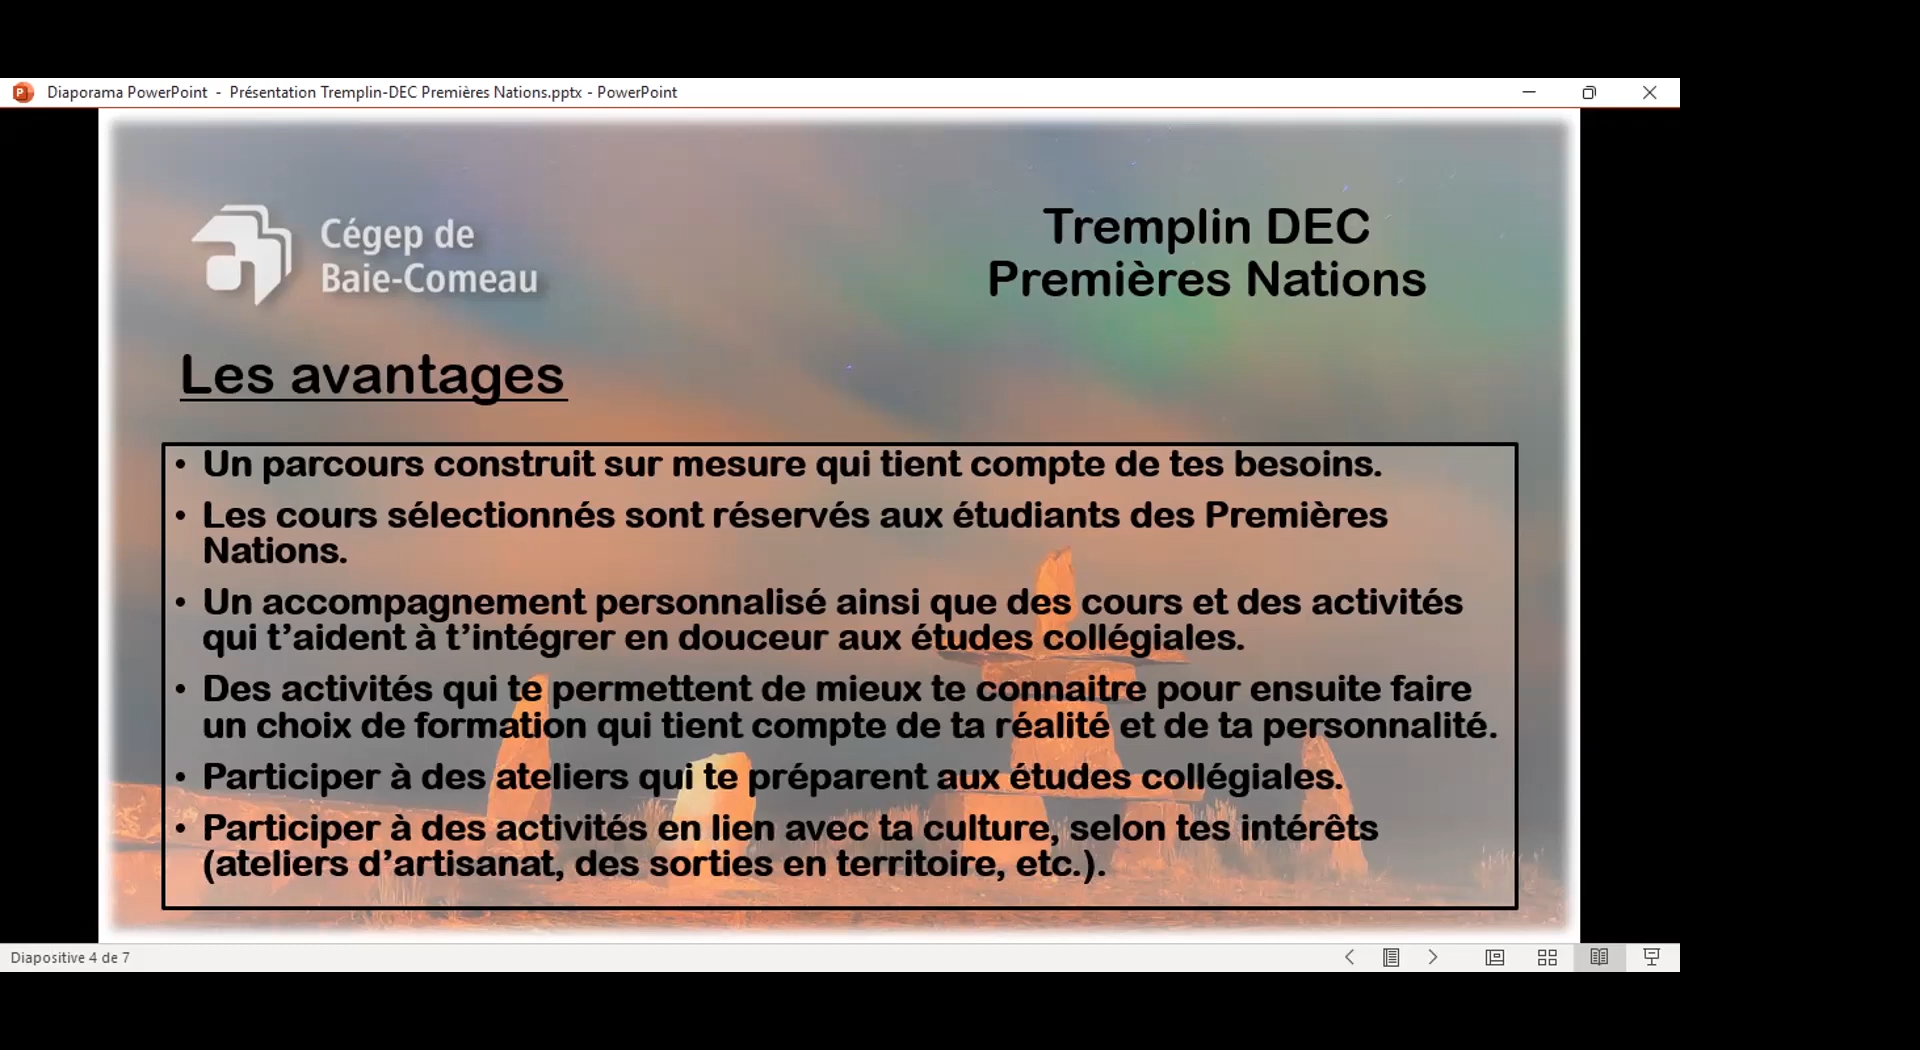 Diaporama PowerPoint - Présentation Tremplin-DEC Premières Nations.pptx - PowerPoint
Cégep de
Baie-Comeau
Tremplin DEC
Premières Nations
Les avantages
• Un parcours construit sur mesure qui tient compte de tes besoins.
• Les cours sélectionnés sont réservés aux étudiants des Premières
Nations.
• Un accompagnement personnalisé ainsi que des cours et des activités
qui t’aident à t’intégrer en douceur aux études collégiales.
• Des activités qui te permettent de mieux te connaitre pour ensuite faire
un choix de formation qui tient compte de ta réalité et de ta personnalité.
• Participer à des ateliers qui te préparent aux études collégiales.
• Participer à des activités en lien avec ta culture, selon tes intérêts
(ateliers d’artisanat, des sorties en territoire, etc.).
Diapositive 4 de 7